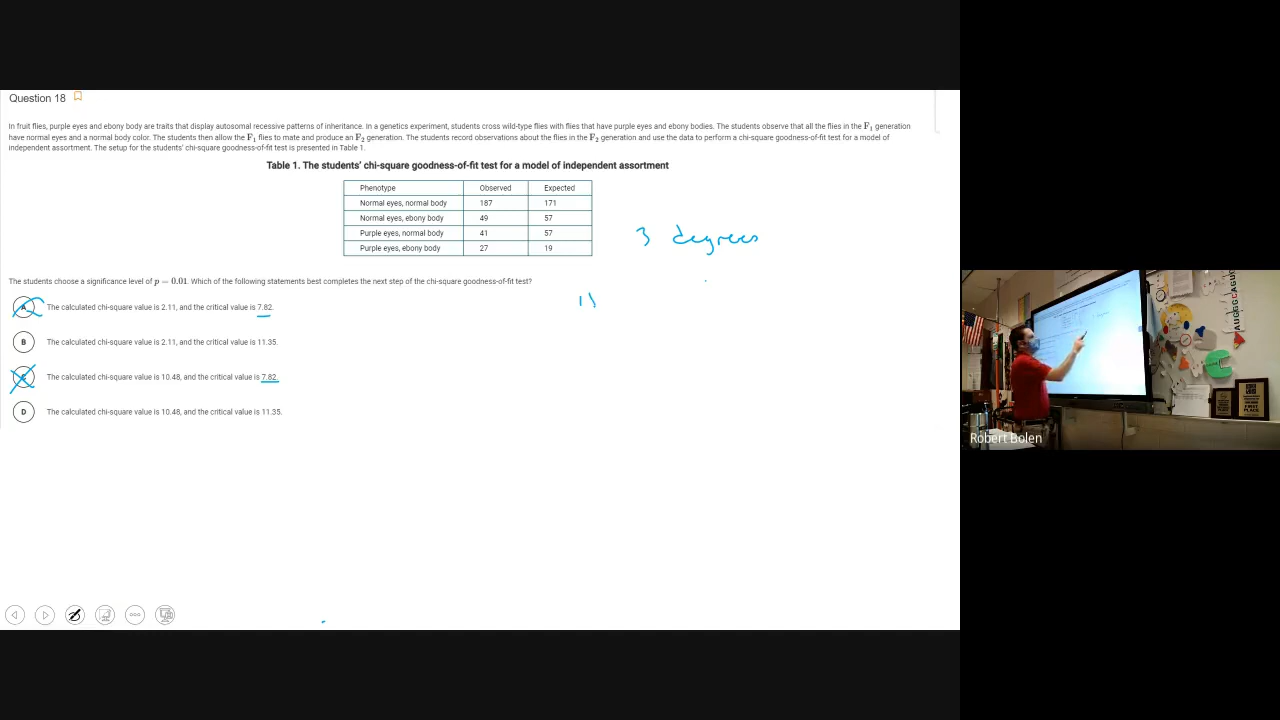 Question 18
In fruit flies, purple eyes and ebony body are traits that display autosomal recessive patterns of inheritance. In a genetics experiment, students cross wild-type flies with flies that have purple eyes and ebony bodies. The students observe that all the flies in the F1 generation
have normal eyes and a normal body color. The students then allow the F1 flies to mate and produce an F2 generation. The students record observations about the flies in the F2 generation and use the data to perform a chi-square goodness-of-fit test for a model of
independent assortment. The setup for the students' chi-square goodness-of-fit test is presented in Table 1.
Table 1. The students' chi-square goodness-of-fit test for a model of independent assortment
Phenotype Observed Expected
Normal eyes, normal body 187 171
Normal eyes, ebony body 49 57
Purple eyes, normal body 41 57
Purple eyes, ebony body 27 19
3 degrees
The students choose a significance level of p = 0.01. Which of the following statements best completes the next step of the chi-square goodness-of-fit test?
A The calculated chi-square value is 2.11, and the critical value is 7.82.
B The calculated chi-square value is 2.11, and the critical value is 11.35.
C The calculated chi-square value is 10.48, and the critical value is 7.82.
D The calculated chi-square value is 10.48, and the critical value is 11.35.
Robert Bolen
FIRST
PLACE